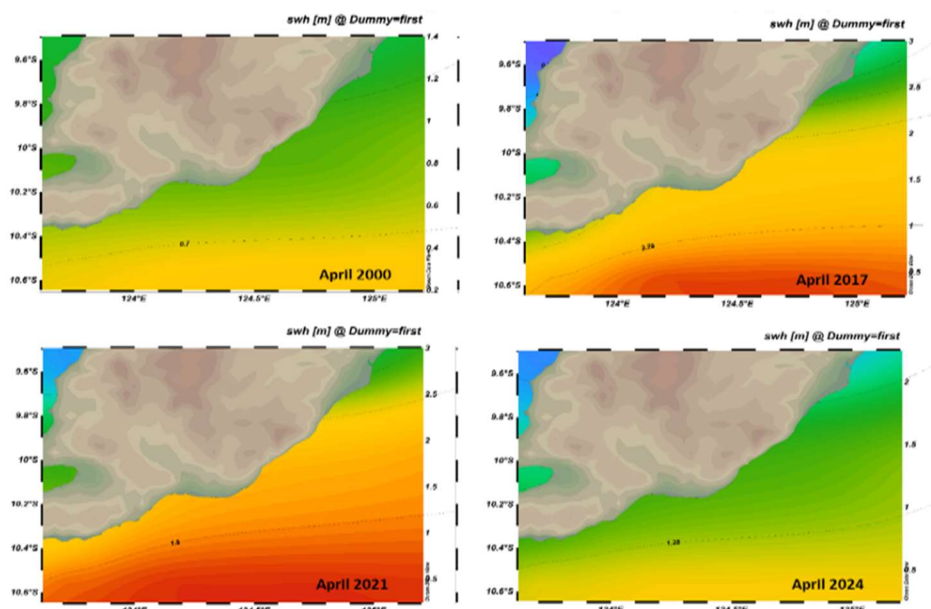 swh [m] @ Dummy=first
9.6°S
9.8°S
10°S
10.2°S
10.4°S
10.6°S
124°E
124.5°E
125°E
1.4
1.2
1
0.8
0.6
0.4
0.2
0.7
April 2000
swh [m] @ Dummy=first
9.6°S
9.8°S
10°S
10.2°S
10.4°S
10.6°S
124°E
124.5°E
125°E
3
2.5
2
1.5
1
0.5
April 2017
swh [m] @ Dummy=first
9.6°S
9.8°S
10°S
10.2°S
10.4°S
10.6°S
3
2.5
2
1.5
1
0.5
April 2021
swh [m] @ Dummy=first
9.6°S
9.8°S
10°S
10.2°S
10.4°S
10.6°S
2
1.5
1
April 2024